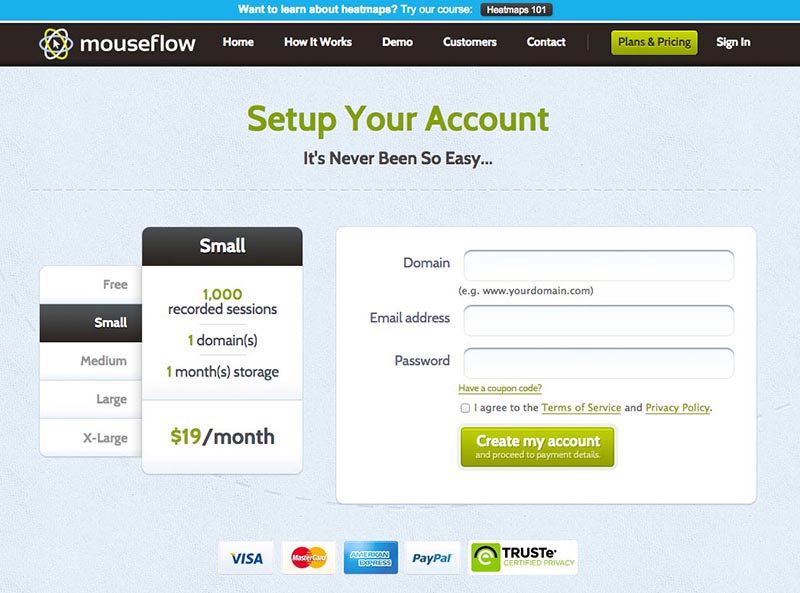 Want to learn about heatmaps? Try our course: Heatmaps 101
mouseflow Home How It Works Demo Customers Contact Plans & Pricing Sign In
Setup Your Account
It's Never Been So Easy...
Free
Small
Medium
Large
X-Large
Small
1,000
recorded sessions
1 domain(s)
1 month(s) storage
$19/month
Domain
(e.g. www.yourdomain.com)
Email address
Password
Have a coupon code?
I agree to the Terms of Service and Privacy Policy.
Create my account
and proceed to payment details.
VISA
MasterCard
AMERICAN
EXPRESS
PayPal
TRUSTe
CERTIFIED PRIVACY